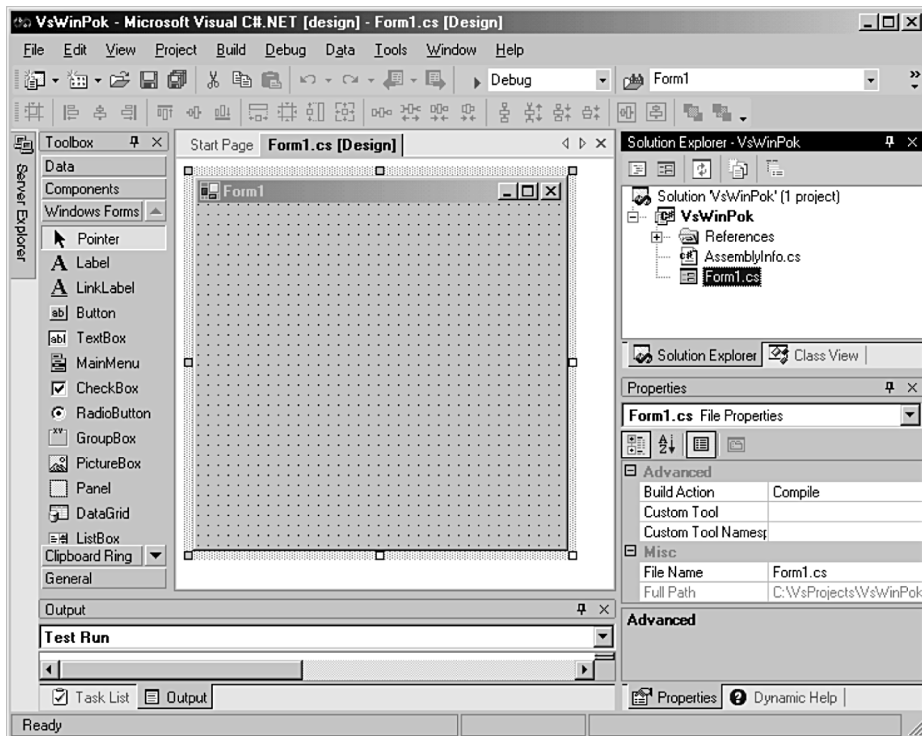 VsWinPok - Microsoft Visual C#.NET [design] - Form1.cs [Design]
File Edit View Project Build Debug Data Tools Window Help
Debug Form1
Server Explorer
Toolbox
Data
Components
Windows Forms
Pointer
Label
LinkLabel
Button
TextBox
MainMenu
CheckBox
RadioButton
GroupBox
PictureBox
Panel
DataGrid
ListBox
Clipboard Ring
General
Start Page Form1.cs [Design]
Form1
Solution Explorer - VsWinPok
Solution 'VsWinPok' (1 project)
VsWinPok
References
AssemblyInfo.cs
Form1.cs
Solution Explorer Class View
Properties
Form1.cs File Properties
Advanced
Build Action Compile
Custom Tool
Custom Tool Namesp
Misc
File Name Form1.cs
Full Path C:\VsProjects\VsWinPok
Advanced
Properties Dynamic Help
Output
Test Run
Task List Output
Ready